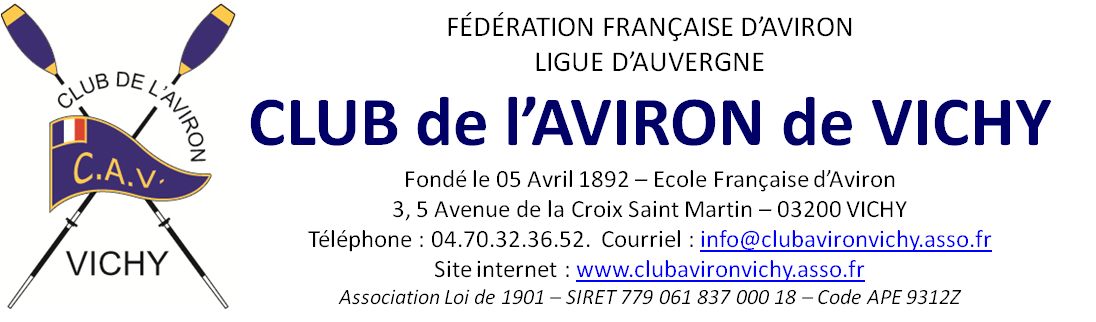 CLUB DE L'AVIRON
C.A.V.
VICHY
FÉDÉRATION FRANÇAISE D'AVIRON
LIGUE D'AUVERGNE
CLUB de l'AVIRON de VICHY
Fondé le 05 Avril 1892 – Ecole Française d'Aviron
3, 5 Avenue de la Croix Saint Martin – 03200 VICHY
Téléphone : 04.70.32.36.52. Courriel : info@clubavironvichy.asso.fr
Site internet : www.clubavironvichy.asso.fr
Association Loi de 1901 – SIRET 779 061 837 000 18 – Code APE 9312Z